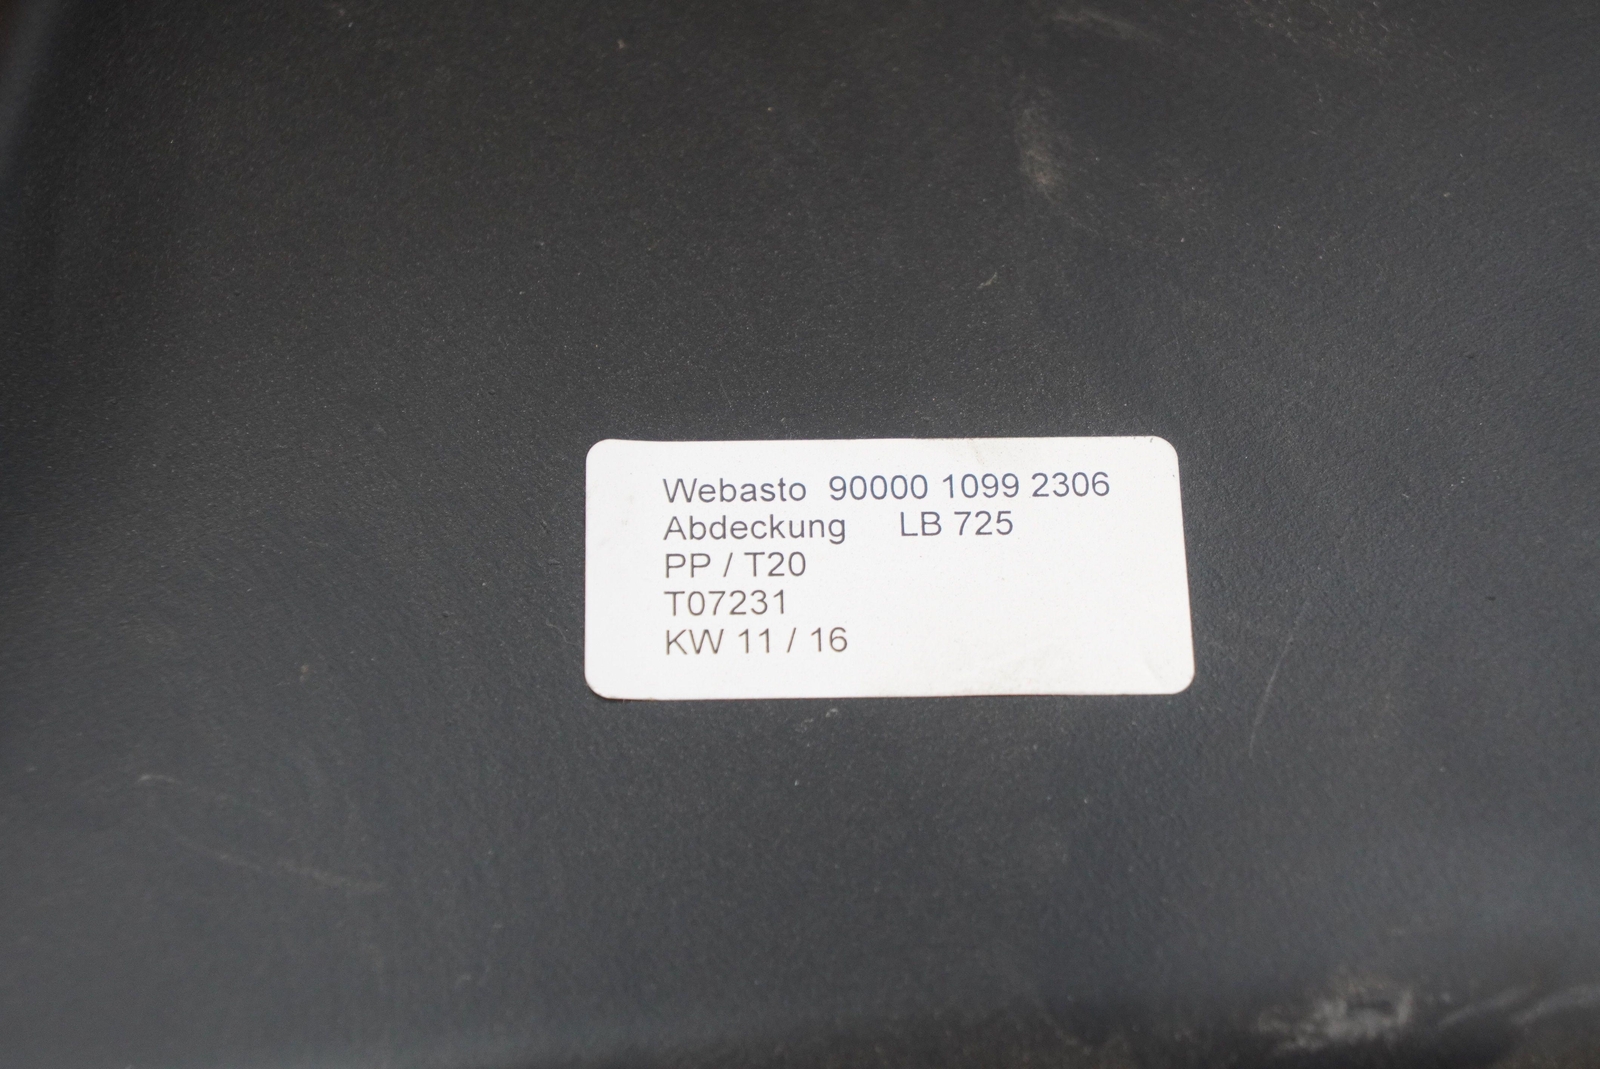 Webasto 90000 1099 2306
Abdeckung LB 725
PP / T20
T07231
KW 11 / 16